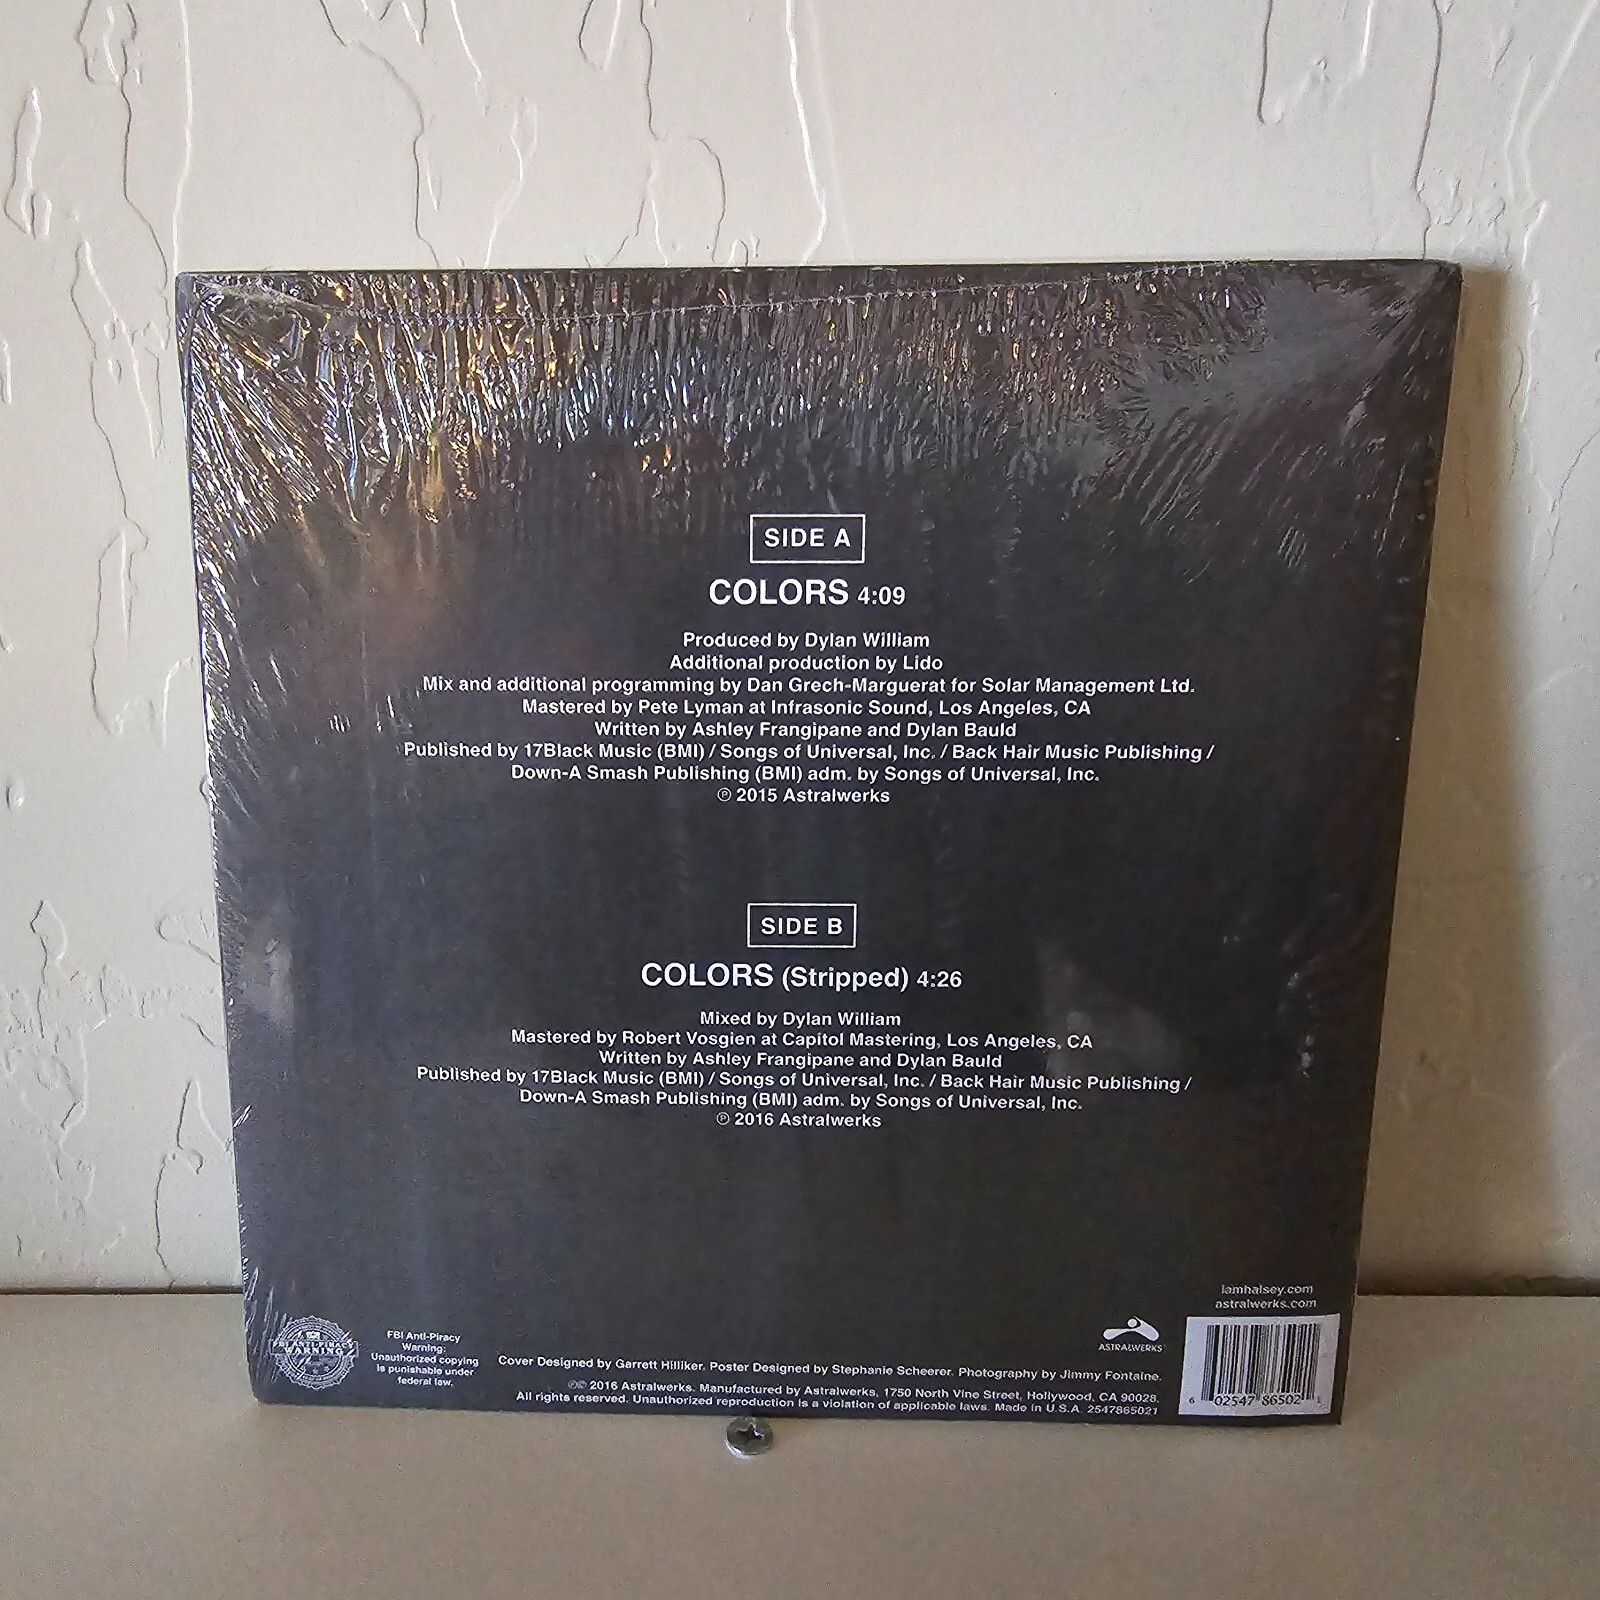 SIDE A
COLORS 4:09
Produced by Dylan William
Additional production by Lido
Mix and additional programming by Dan Grech-Marguerat for Solar Management Ltd.
Mastered by Pete Lyman at Infrasonic Sound, Los Angeles, CA
Written by Ashley Frangipane and Dylan Bauld
Published by 17Black Music (BMI) / Songs of Universal, Inc. / Back Hair Music Publishing /
Down-A Smash Publishing (BMI) adm. by Songs of Universal, Inc.
℗ 2015 Astralwerks
SIDE B
COLORS (Stripped) 4:26
Mixed by Dylan William
Mastered by Robert Vosgien at Capitol Mastering, Los Angeles, CA
Written by Ashley Frangipane and Dylan Bauld
Published by 17Black Music (BMI) / Songs of Universal, Inc. / Back Hair Music Publishing /
Down-A Smash Publishing (BMI) adm. by Songs of Universal, Inc.
℗ 2016 Astralwerks
iamhalsey.com
astralwerks.com
FBI ANTI-PIRACY
WARNING
FBI Anti-Piracy
Warning:
Unauthorized copying
is punishable under
federal law.
ASTRALWERKS
Cover Designed by Garrett Hilliker. Poster Designed by Stephanie Scheerer. Photography by Jimmy Fontaine.
℗© 2016 Astralwerks. Manufactured by Astralwerks, 1750 North Vine Street, Hollywood, CA 90028.
All rights reserved. Unauthorized reproduction is a violation of applicable laws. Made in U.S.A. 2547865021
6 02547 86502 1